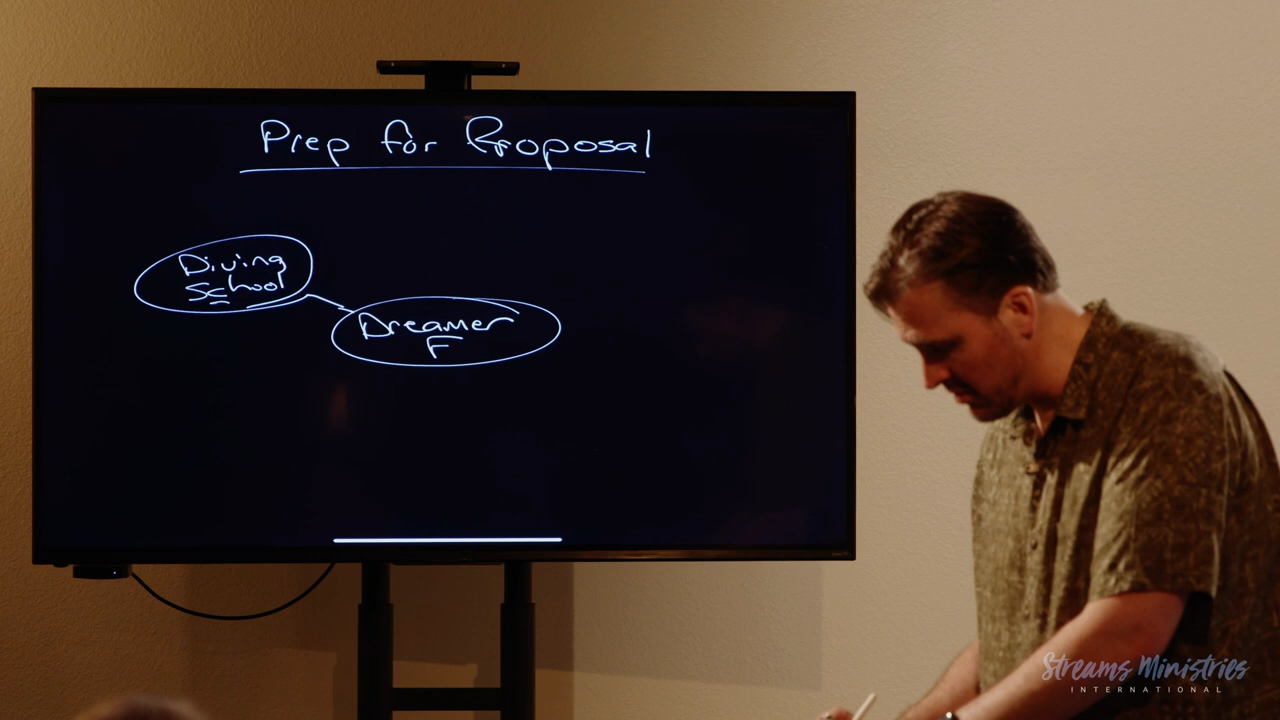 Prep for Proposal
Diving
School
Dreamer
F
Streams Ministries
INTERNATIONAL